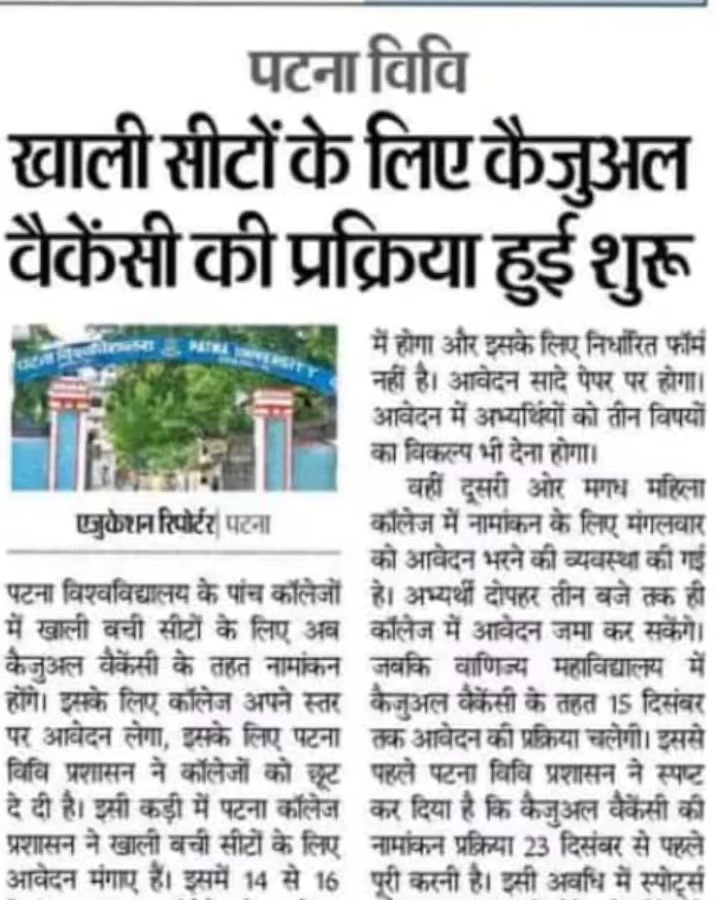 पटना विवि
खाली सीटों के लिए कैजुअल
वैकेंसी की प्रक्रिया हुई शुरू
पटना विश्वविद्यालय PATNA UNIVERSITY
एजुकेशन रिपोर्टर| पटना
पटना विश्वविद्यालय के पांच कॉलेजों
में खाली बची सीटों के लिए अब
कैजुअल वैकेंसी के तहत नामांकन
होंगे। इसके लिए कॉलेज अपने स्तर
पर आवेदन लेगा, इसके लिए पटना
विवि प्रशासन ने कॉलेजों को छूट
दे दी है। इसी कड़ी में पटना कॉलेज
प्रशासन ने खाली बची सीटों के लिए
आवेदन मंगाए हैं। इसमें 14 से 16
में होगा और इसके लिए निर्धारित फॉर्म
नहीं है। आवेदन सादे पेपर पर होगा।
आवेदन में अभ्यर्थियों को तीन विषयों
का विकल्प भी देना होगा।
वहीं दूसरी ओर मगध महिला
कॉलेज में नामांकन के लिए मंगलवार
को आवेदन भरने की व्यवस्था की गई
है। अभ्यर्थी दोपहर तीन बजे तक ही
कॉलेज में आवेदन जमा कर सकेंगे।
जबकि वाणिज्य महाविद्यालय में
कैजुअल वैकेंसी के तहत 15 दिसंबर
तक आवेदन की प्रक्रिया चलेगी। इससे
पहले पटना विवि प्रशासन ने स्पष्ट
कर दिया है कि कैजुअल वैकेंसी की
नामांकन प्रक्रिया 23 दिसंबर से पहले
पूरी करनी है। इसी अवधि में स्पोर्ट्स